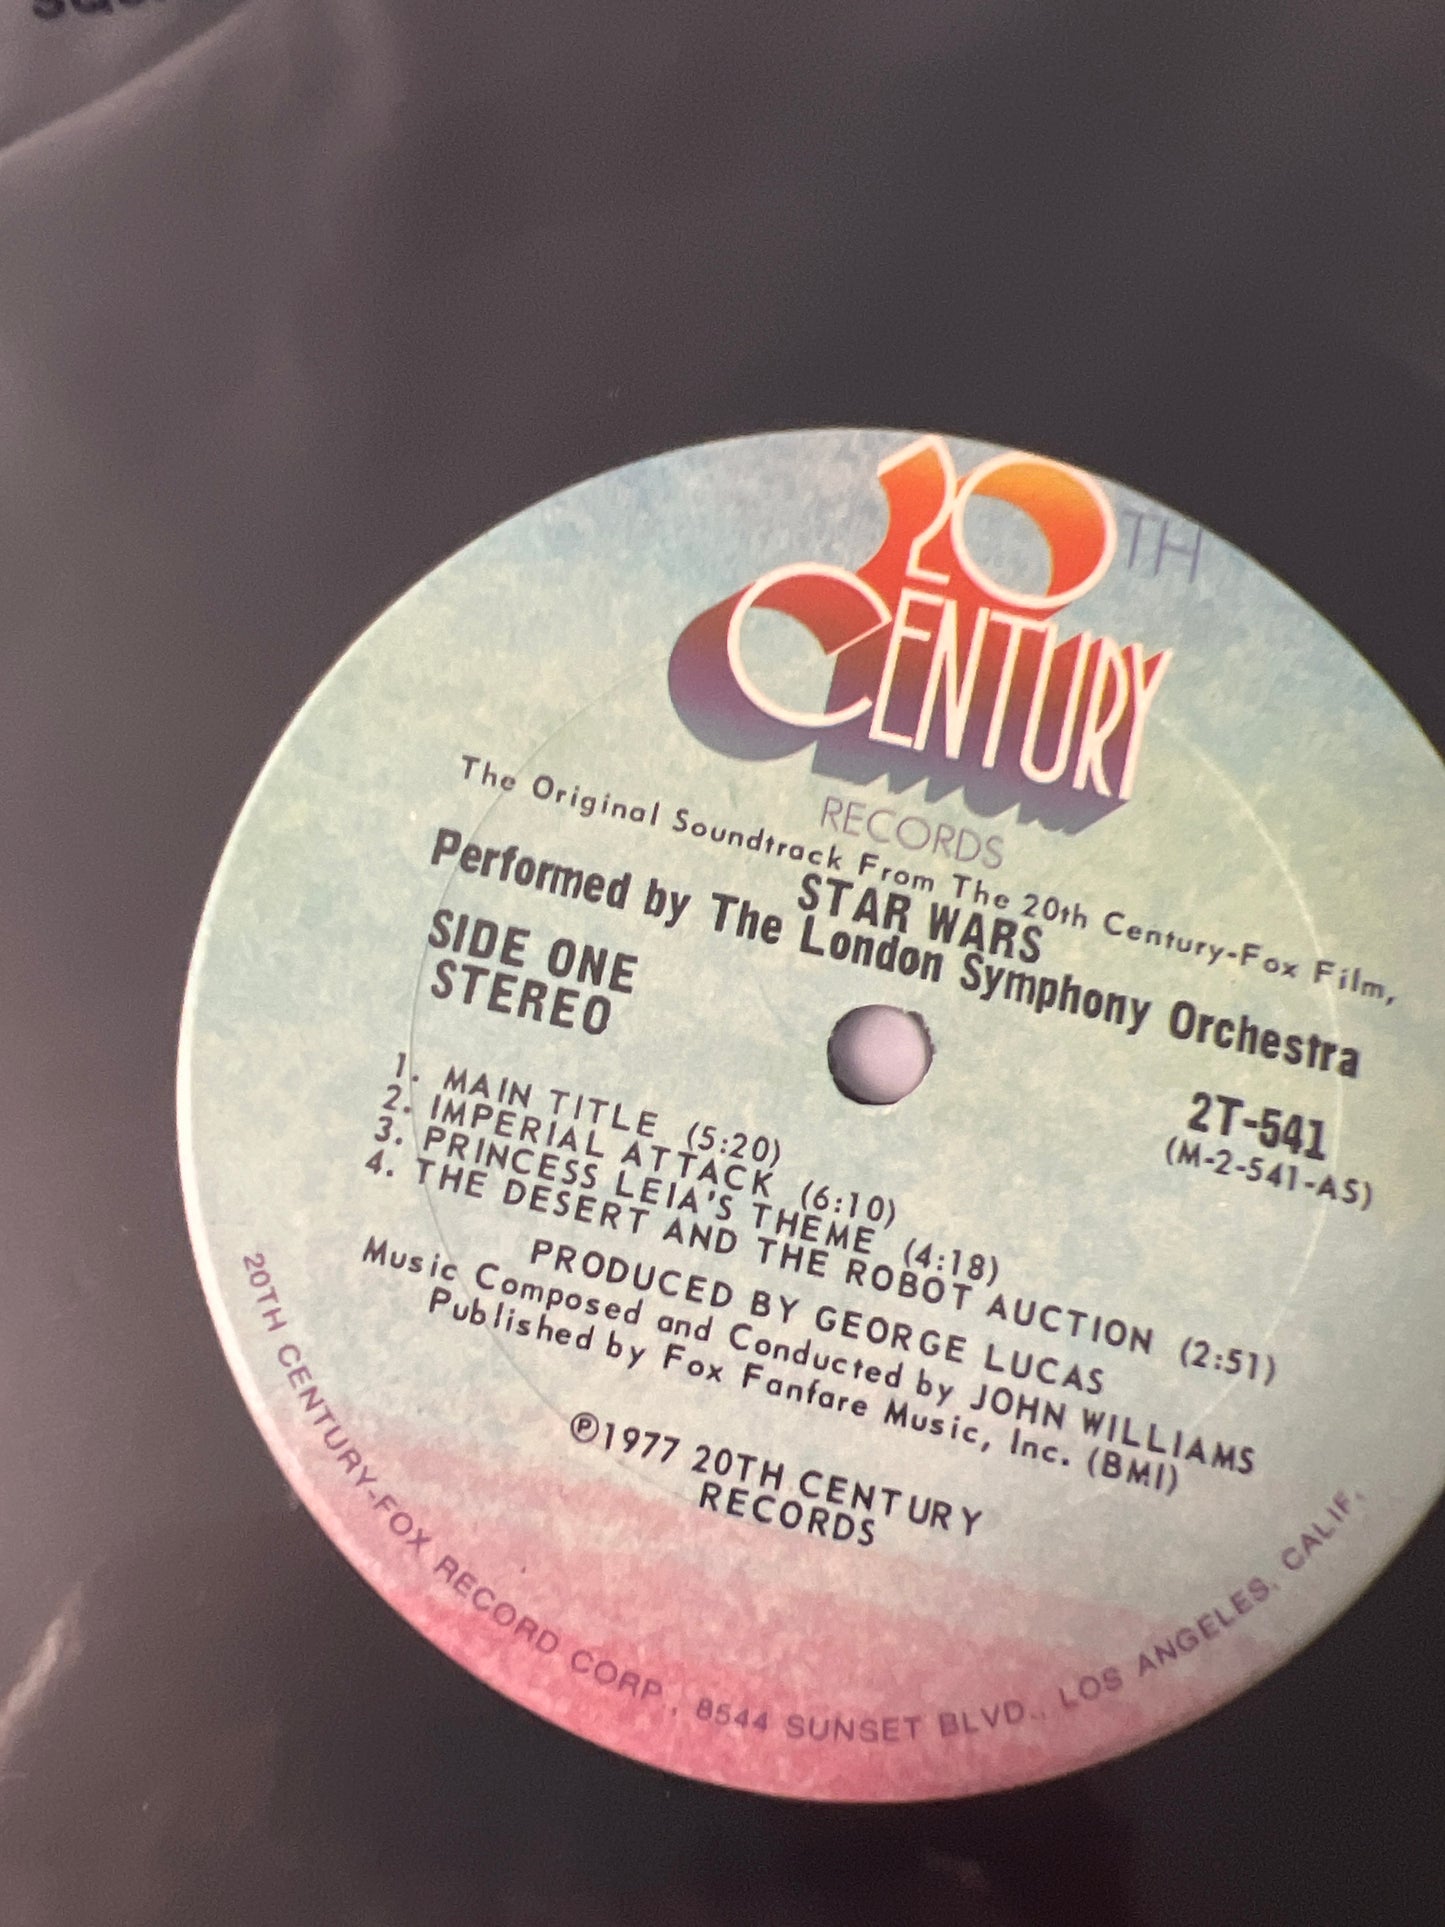 20TH
CENTURY
RECORDS
The Original Soundtrack From The 20th Century-Fox Film,
STAR WARS
Performed by The London Symphony Orchestra
SIDE ONE
STEREO
2T-541
(M-2-541-AS)
1. MAIN TITLE (5:20)
2. IMPERIAL ATTACK (6:10)
3. PRINCESS LEIA'S THEME (4:18)
4. THE DESERT AND THE ROBOT AUCTION (2:51)
PRODUCED BY GEORGE LUCAS
Music Composed and Conducted by JOHN WILLIAMS
Published by Fox Fanfare Music, Inc. (BMI)
℗1977 20TH CENTURY
RECORDS
20TH CENTURY-FOX RECORD CORP., 8544 SUNSET BLVD., LOS ANGELES, CALIF.